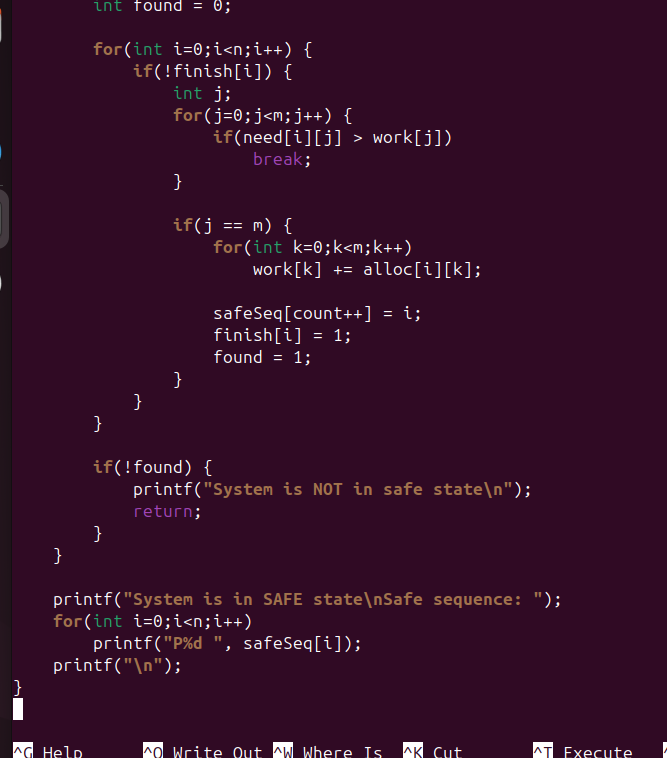 int found = 0;
for(int i=0;i<n;i++) {
if(!finish[i]) {
int j;
for(j=0;j<m;j++) {
if(need[i][j] > work[j])
break;
}
if(j == m) {
for(int k=0;k<m;k++)
work[k] += alloc[i][k];
safeSeq[count++] = i;
finish[i] = 1;
found = 1;
}
}
}
if(!found) {
printf("System is NOT in safe state\n");
return;
}
}
printf("System is in SAFE state\nSafe sequence: ");
for(int i=0;i<n;i++)
printf("P%d ", safeSeq[i]);
printf("\n");
}
^G Help ^O Write Out ^W Where Is ^K Cut ^T Execute